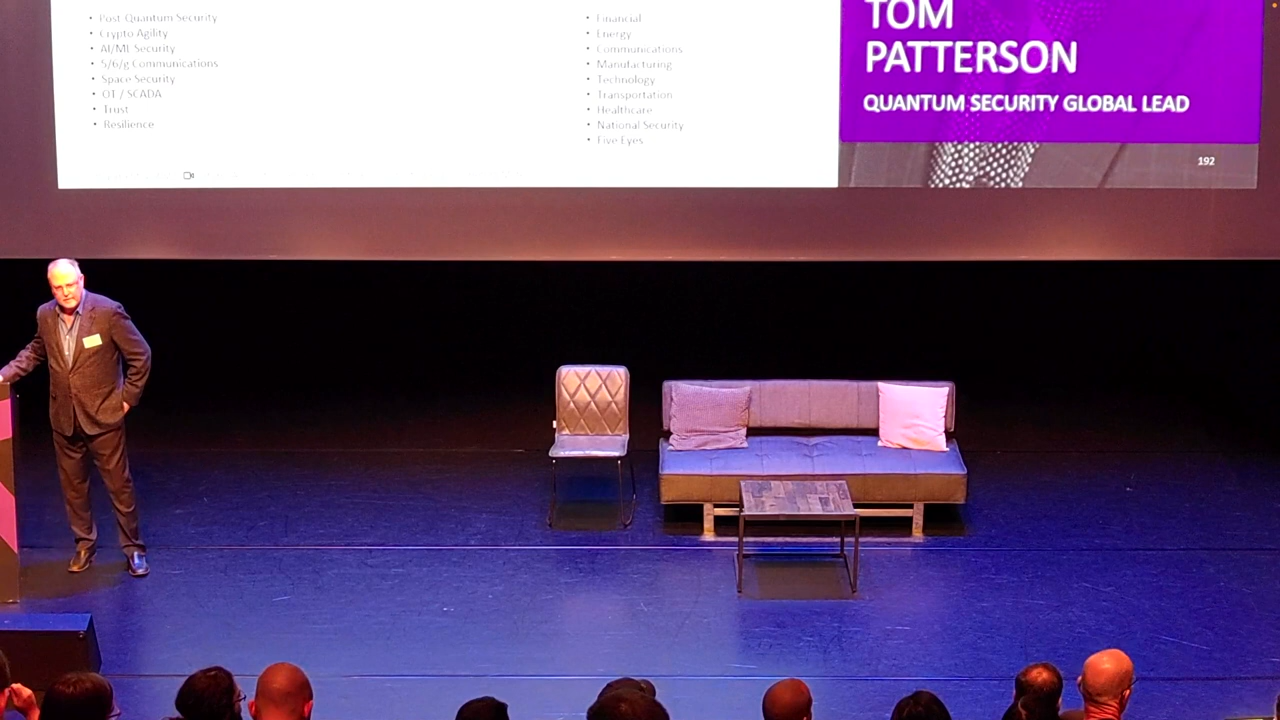 • Post-Quantum Security
• Crypto Agility
• AI/ML Security
• 5/6/g Communications
• Space Security
• OT / SCADA
• Trust
• Resilience
• Financial
• Energy
• Communications
• Manufacturing
• Technology
• Transportation
• Healthcare
• National Security
• Five Eyes
TOM
PATTERSON
QUANTUM SECURITY GLOBAL LEAD
192